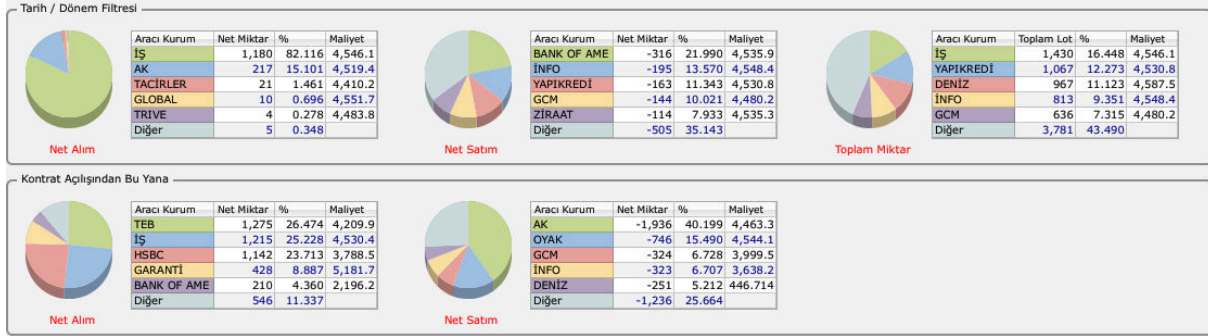 Tarih / Dönem Filtresi
Aracı Kurum Net Miktar % Maliyet
İŞ 1,180 82.116 4,546.1
AK 217 15.101 4,519.4
TACİRLER 21 1.461 4,410.2
GLOBAL 10 0.696 4,551.7
TRIVE 4 0.278 4,483.8
Diğer 5 0.348
Net Alım
Aracı Kurum Net Miktar % Maliyet
BANK OF AME -316 21.990 4,535.9
İNFO -195 13.570 4,548.4
YAPIKREDİ -163 11.343 4,530.8
GCM -144 10.021 4,480.2
ZİRAAT -114 7.933 4,535.3
Diğer -505 35.143
Net Satım
Aracı Kurum Toplam Lot % Maliyet
İŞ 1,430 16.448 4,546.1
YAPIKREDİ 1,067 12.273 4,530.8
DENİZ 967 11.123 4,587.5
İNFO 813 9.351 4,548.4
GCM 636 7.315 4,480.2
Diğer 3,781 43.490
Toplam Miktar
Kontrat Açılışından Bu Yana
Aracı Kurum Net Miktar % Maliyet
TEB 1,275 26.474 4,209.9
İŞ 1,215 25.228 4,530.4
HSBC 1,142 23.713 3,788.5
GARANTİ 428 8.887 5,181.7
BANK OF AME 210 4.360 2,196.2
Diğer 546 11.337
Net Alım
Aracı Kurum Net Miktar % Maliyet
AK -1,936 40.199 4,463.3
OYAK -746 15.490 4,544.1
GCM -324 6.728 3,999.5
İNFO -323 6.707 3,638.2
DENİZ -251 5.212 446.714
Diğer -1,236 25.664
Net Satım